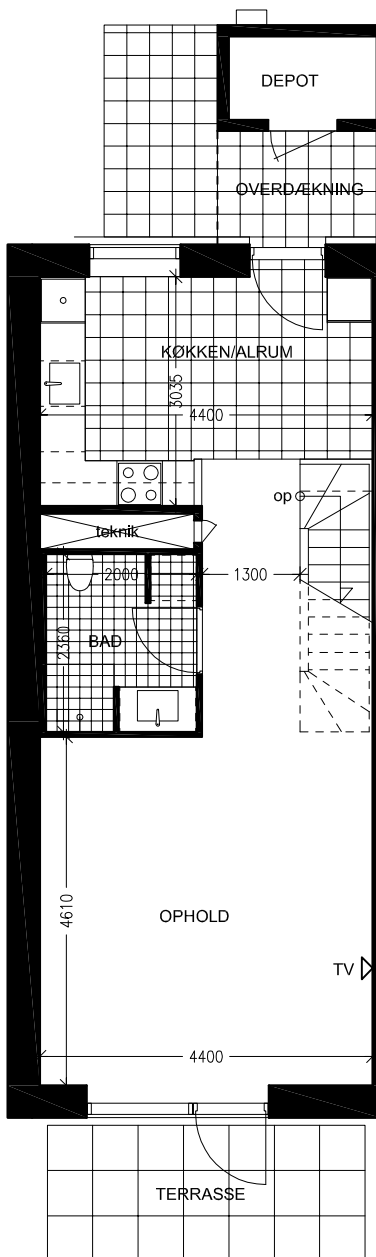 DEPOT
OVERDÆKNING
KØKKEN/ALRUM
3035
4400
op
teknik
2000
1300
BAD
2360
4610
OPHOLD
TV
4400
TERRASSE